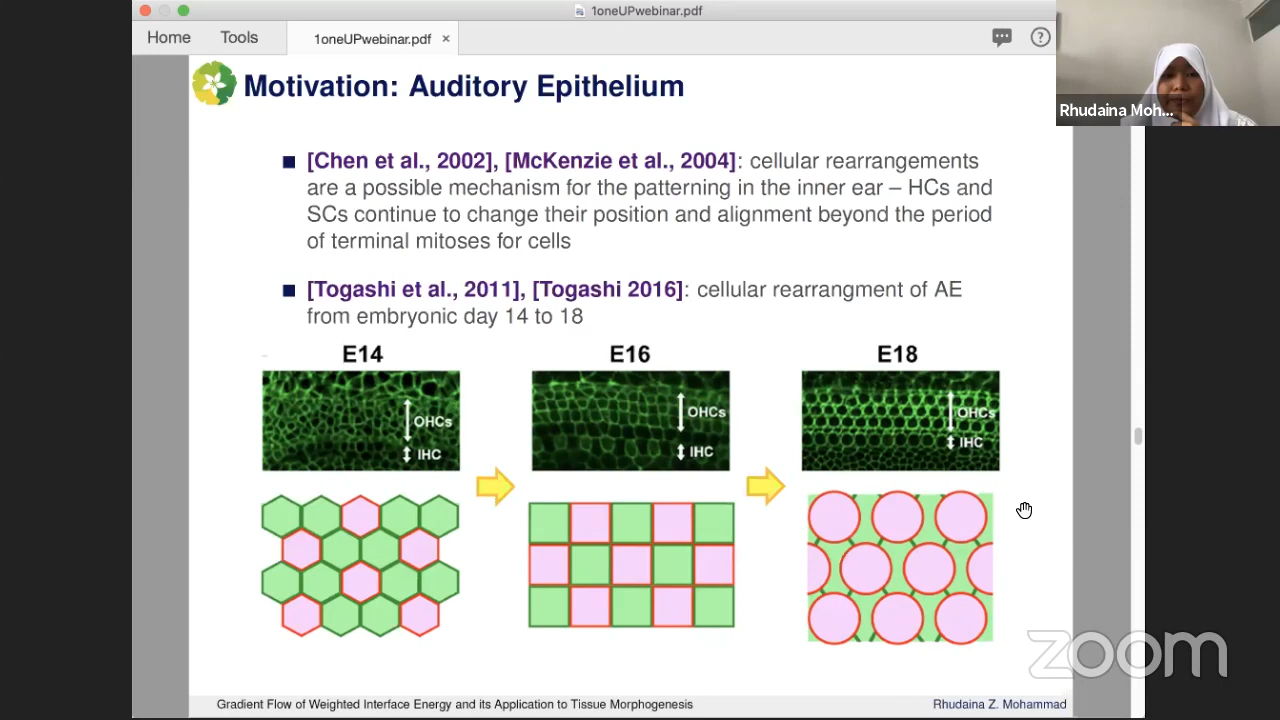 1oneUPwebinar.pdf
Home Tools 1oneUPwebinar.pdf ×
?
Rhudaina Moh...
Motivation: Auditory Epithelium
[Chen et al., 2002], [McKenzie et al., 2004]: cellular rearrangements
are a possible mechanism for the patterning in the inner ear – HCs and
SCs continue to change their position and alignment beyond the period
of terminal mitoses for cells
[Togashi et al., 2011], [Togashi 2016]: cellular rearrangment of AE
from embryonic day 14 to 18
E14 E16 E18
OHCs OHCs OHCs
IHC IHC IHC
zoom
Gradient Flow of Weighted Interface Energy and its Application to Tissue Morphogenesis Rhudaina Z. Mohammad